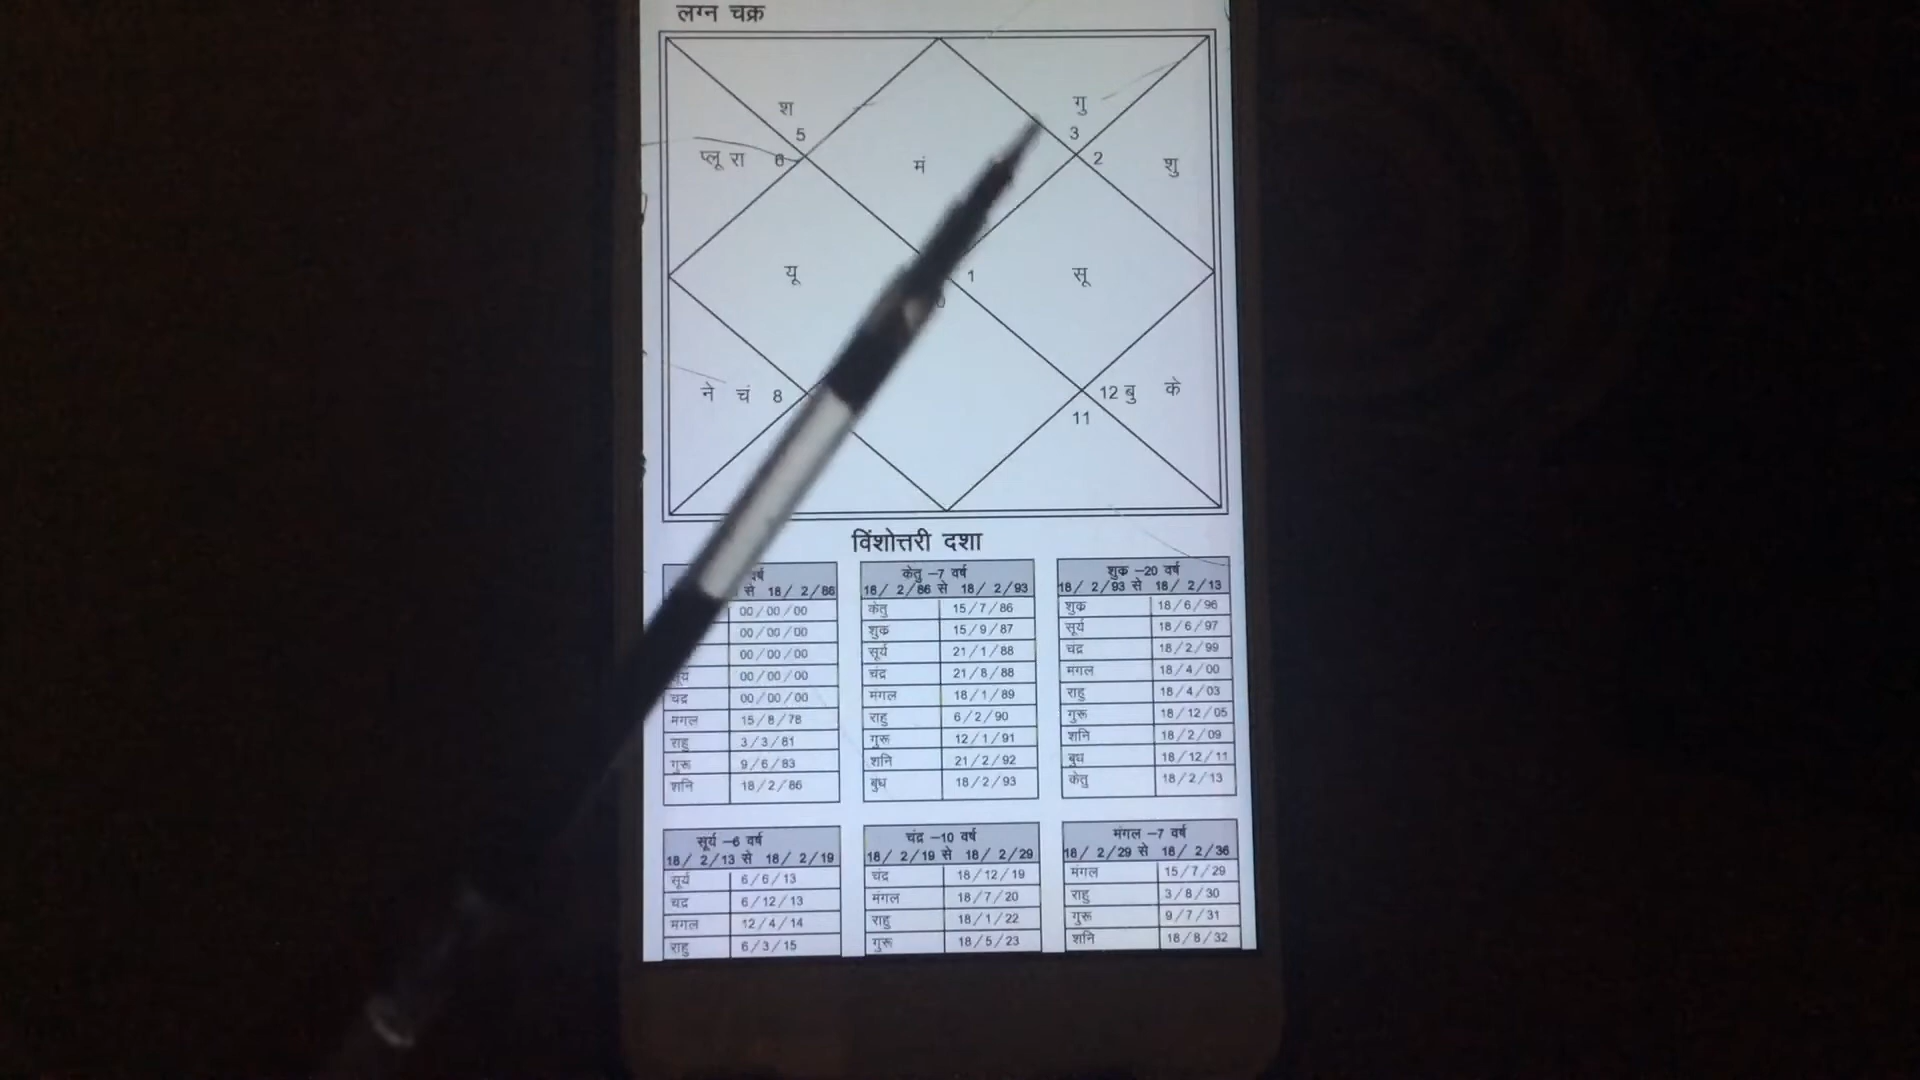 लग्न चक्र
श
गु
5
3
प्लू रा 6
मं
2
शु
यू
1
सू
ने चं 8
12 बु के
11
विंशोत्तरी दशा
वर्ष
से 18/ 2/86
00/00/00
00/00/00
00/00/00
सूर्य 00/00/00
चंद्र 00/00/00
मंगल 15/8/78
राहु 3/3/81
गुरू 9/6/83
शनि 18/2/86
केतु –7 वर्ष
18/ 2/86 से 18/ 2/93
केतु 15/7/86
शुक्र 15/9/87
सूर्य 21/1/88
चंद्र 21/8/88
मंगल 18/1/89
राहु 6/2/90
गुरू 12/1/91
शनि 21/2/92
बुध 18/2/93
शुक्र –20 वर्ष
18/ 2/93 से 18/ 2/13
शुक्र 18/6/96
सूर्य 18/6/97
चंद्र 18/2/99
मंगल 18/4/00
राहु 18/4/03
गुरू 18/12/05
शनि 18/2/09
बुध 18/12/11
केतु 18/2/13
सूर्य –6 वर्ष
18/ 2/13 से 18/ 2/19
सूर्य 6/6/13
चंद्र 6/12/13
मंगल 12/4/14
राहु 6/3/15
चंद्र –10 वर्ष
18/ 2/19 से 18/ 2/29
चंद्र 18/12/19
मंगल 18/7/20
राहु 18/1/22
गुरू 18/5/23
मंगल –7 वर्ष
18/ 2/29 से 18/ 2/36
मंगल 15/7/29
राहु 3/8/30
गुरू 9/7/31
शनि 18/8/32